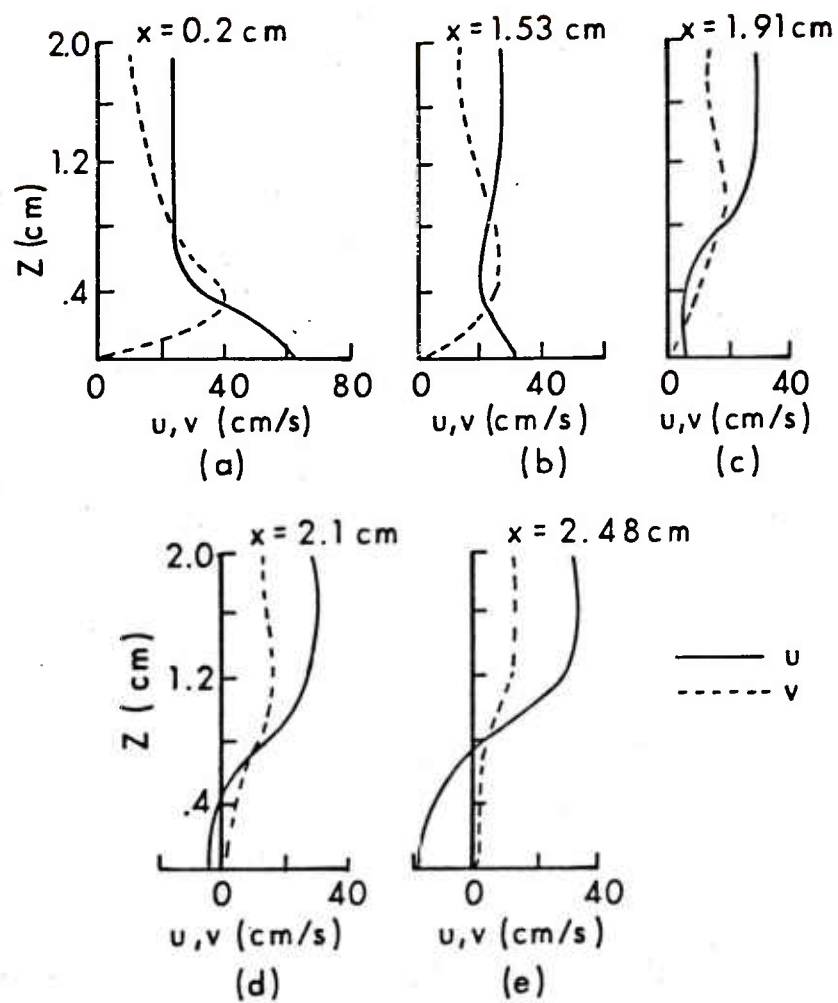 x = 0.2 cm
x = 1.53 cm
x = 1.91 cm
2.0
1.2
.4
Z (cm)
0 40 80
0 40
0 40
u, v (cm/s)
u, v (cm/s)
u, v (cm/s)
(a)
(b)
(c)
x = 2.1 cm
x = 2.48 cm
2.0
1.2
.4
Z (cm)
u
v
0 40
0 40
u, v (cm/s)
u, v (cm/s)
(d)
(e)